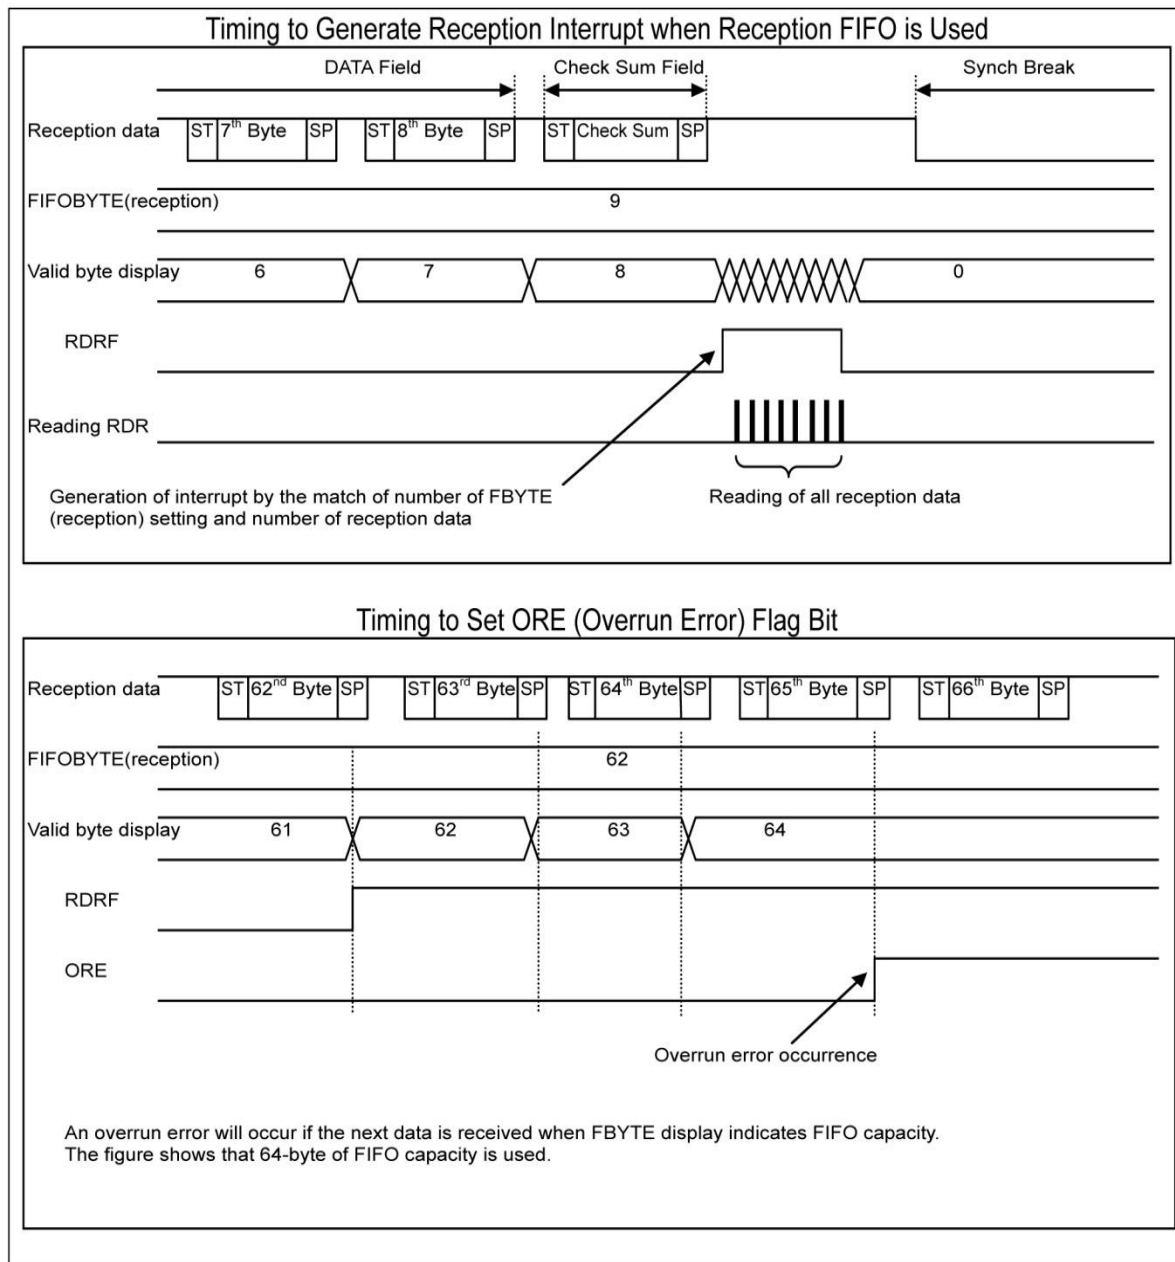 Timing to Generate Reception Interrupt when Reception FIFO is Used
DATA Field Check Sum Field Synch Break
Reception data ST 7th Byte SP ST 8th Byte SP ST Check Sum SP
FIFOBYTE(reception) 9
Valid byte display 6 7 8 0
RDRF
Reading RDR
Generation of interrupt by the match of number of FBYTE
(reception) setting and number of reception data
Reading of all reception data
Timing to Set ORE (Overrun Error) Flag Bit
Reception data ST 62nd Byte SP ST 63rd Byte SP ST 64th Byte SP ST 65th Byte SP ST 66th Byte SP
FIFOBYTE(reception) 62
Valid byte display 61 62 63 64
RDRF
ORE
Overrun error occurrence
An overrun error will occur if the next data is received when FBYTE display indicates FIFO capacity.
The figure shows that 64-byte of FIFO capacity is used.